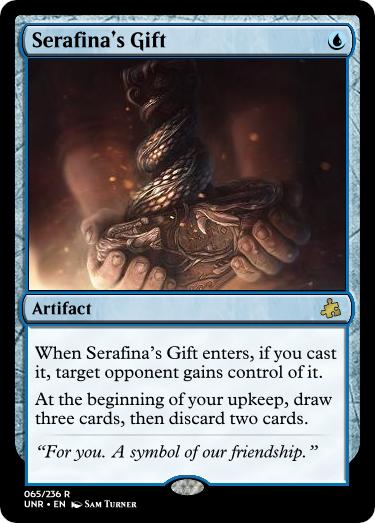 Serafina's Gift
Artifact
When Serafina's Gift enters, if you cast
it, target opponent gains control of it.
At the beginning of your upkeep, draw
three cards, then discard two cards.
“For you. A symbol of our friendship.”
065/236 R
UNR • EN Sam Turner